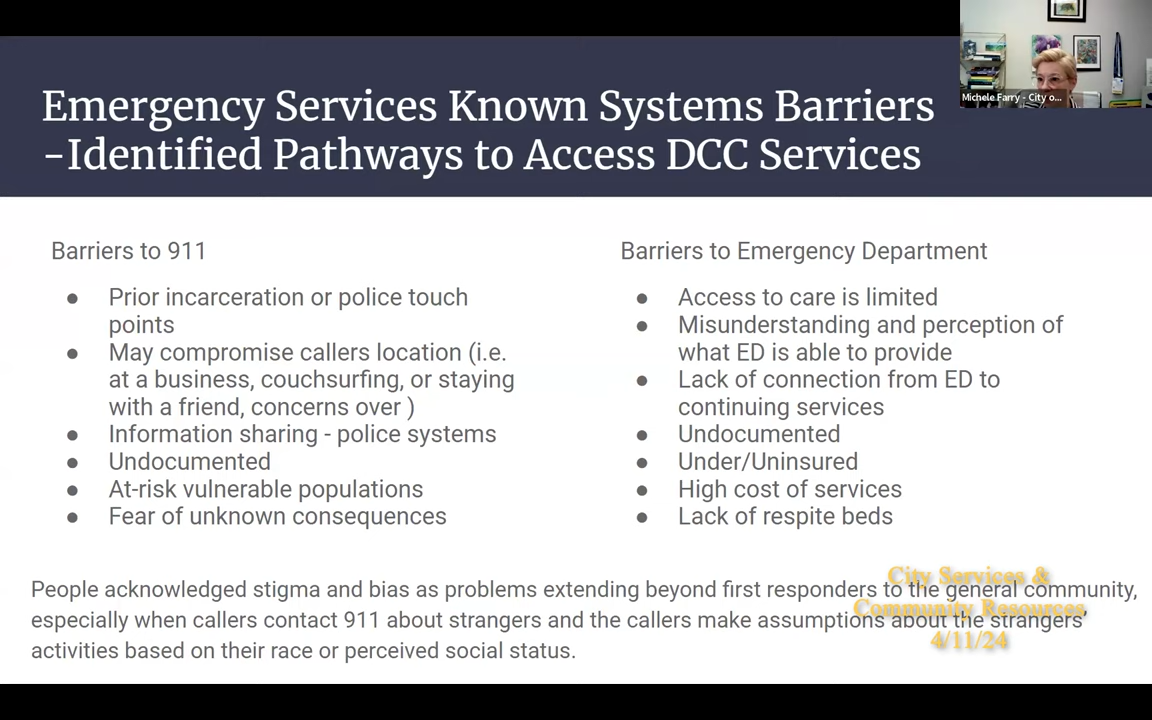 Emergency Services Known Systems Barriers
-Identified Pathways to Access DCC Services
Michele Farry - City o...
Barriers to 911
● Prior incarceration or police touch
points
● May compromise callers location (i.e.
at a business, couchsurfing, or staying
with a friend, concerns over )
● Information sharing - police systems
● Undocumented
● At-risk vulnerable populations
● Fear of unknown consequences
Barriers to Emergency Department
● Access to care is limited
● Misunderstanding and perception of
what ED is able to provide
● Lack of connection from ED to
continuing services
● Undocumented
● Under/Uninsured
● High cost of services
● Lack of respite beds
People acknowledged stigma and bias as problems extending beyond first responders to the general community,
especially when callers contact 911 about strangers and the callers make assumptions about the strangers'
activities based on their race or perceived social status.
City Services &
Community Resources
4/11/24